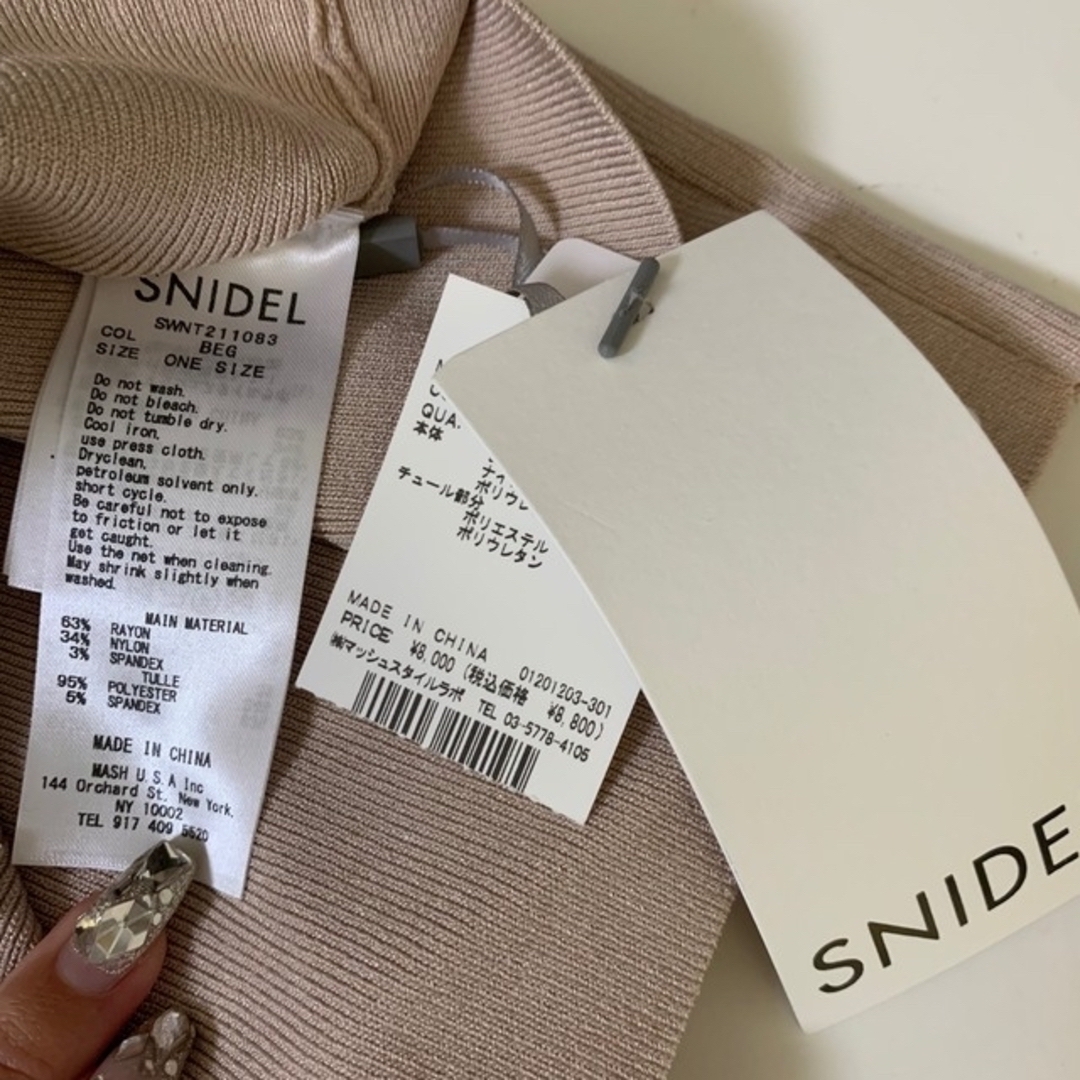 SNIDEL
SWNT211083
COL BEG
SIZE ONE SIZE
Do not wash.
Do not bleach.
Do not tumble dry.
Cool iron,
use press cloth.
Dryclean,
petroleum solvent only.
short cycle.
Be careful not to expose
to friction or let it
get caught.
Use the net when cleaning.
May shrink slightly when
washed.
MAIN MATERIAL
63% RAYON
34% NYLON
3% SPANDEX
TULLE
95% POLYESTER
5% SPANDEX
MADE IN CHINA
MASH U.S.A Inc
144 Orchard St. New York.
NY 10002
TEL 917 409 5520
QUA.
本体
ナイ
ポリウレ
チュール部分
ポリエステル
ポリウレタン
MADE IN CHINA 01201203-301
PRICE ¥8,000 (税込価格 ¥8,800)
㈱マッシュスタイルラボ TEL 03-5778-4105
SNIDE